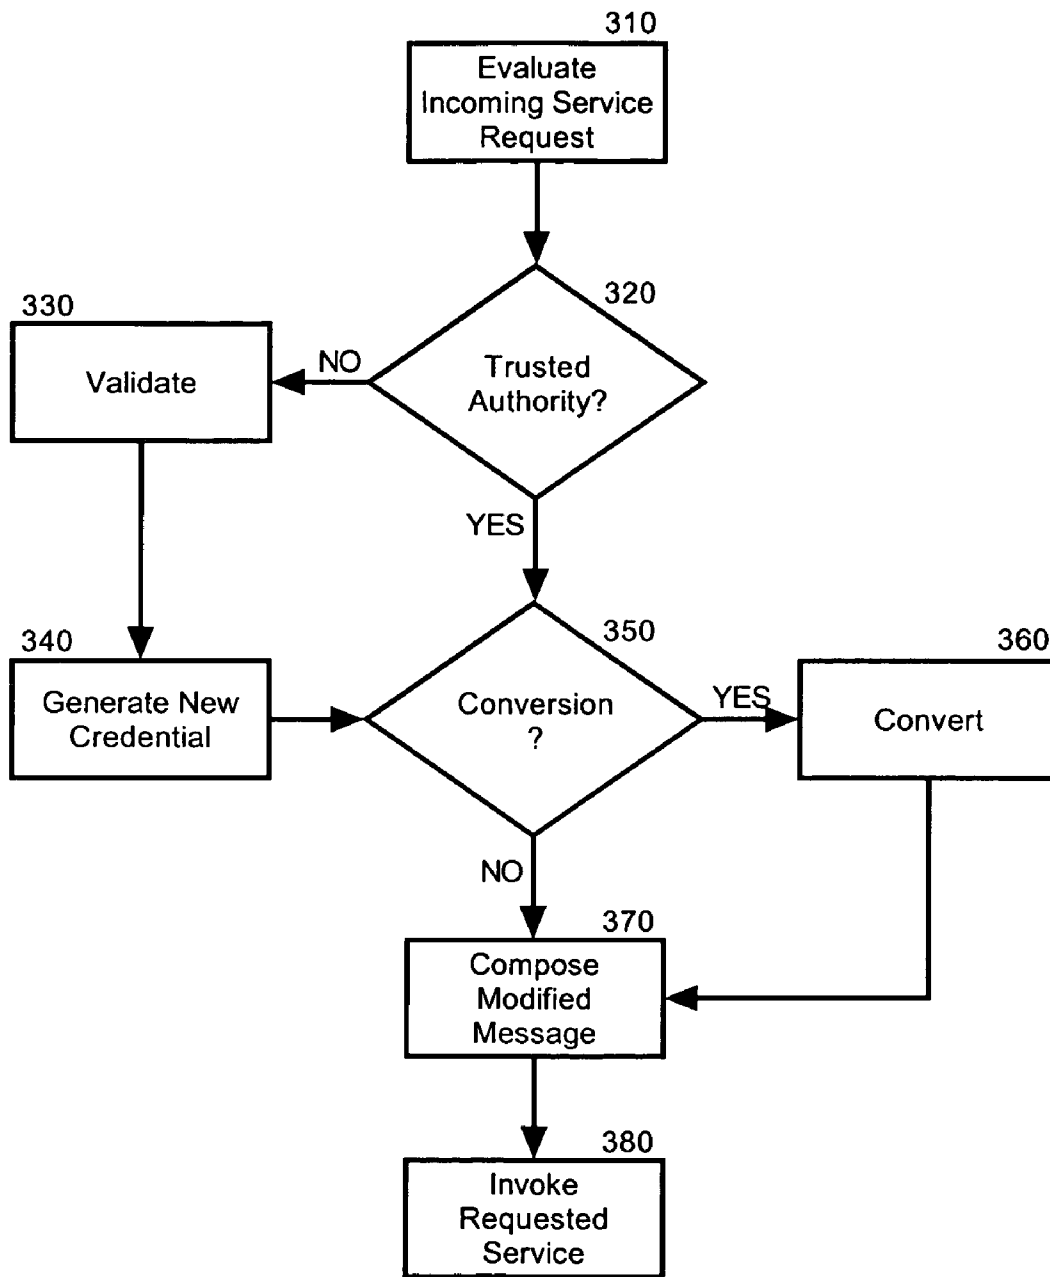 310
Evaluate
Incoming Service
Request
320
Trusted
Authority?
NO
330
Validate
YES
340
Generate New
Credential
350
Conversion
?
YES
360
Convert
NO
370
Compose
Modified
Message
380
Invoke
Requested
Service